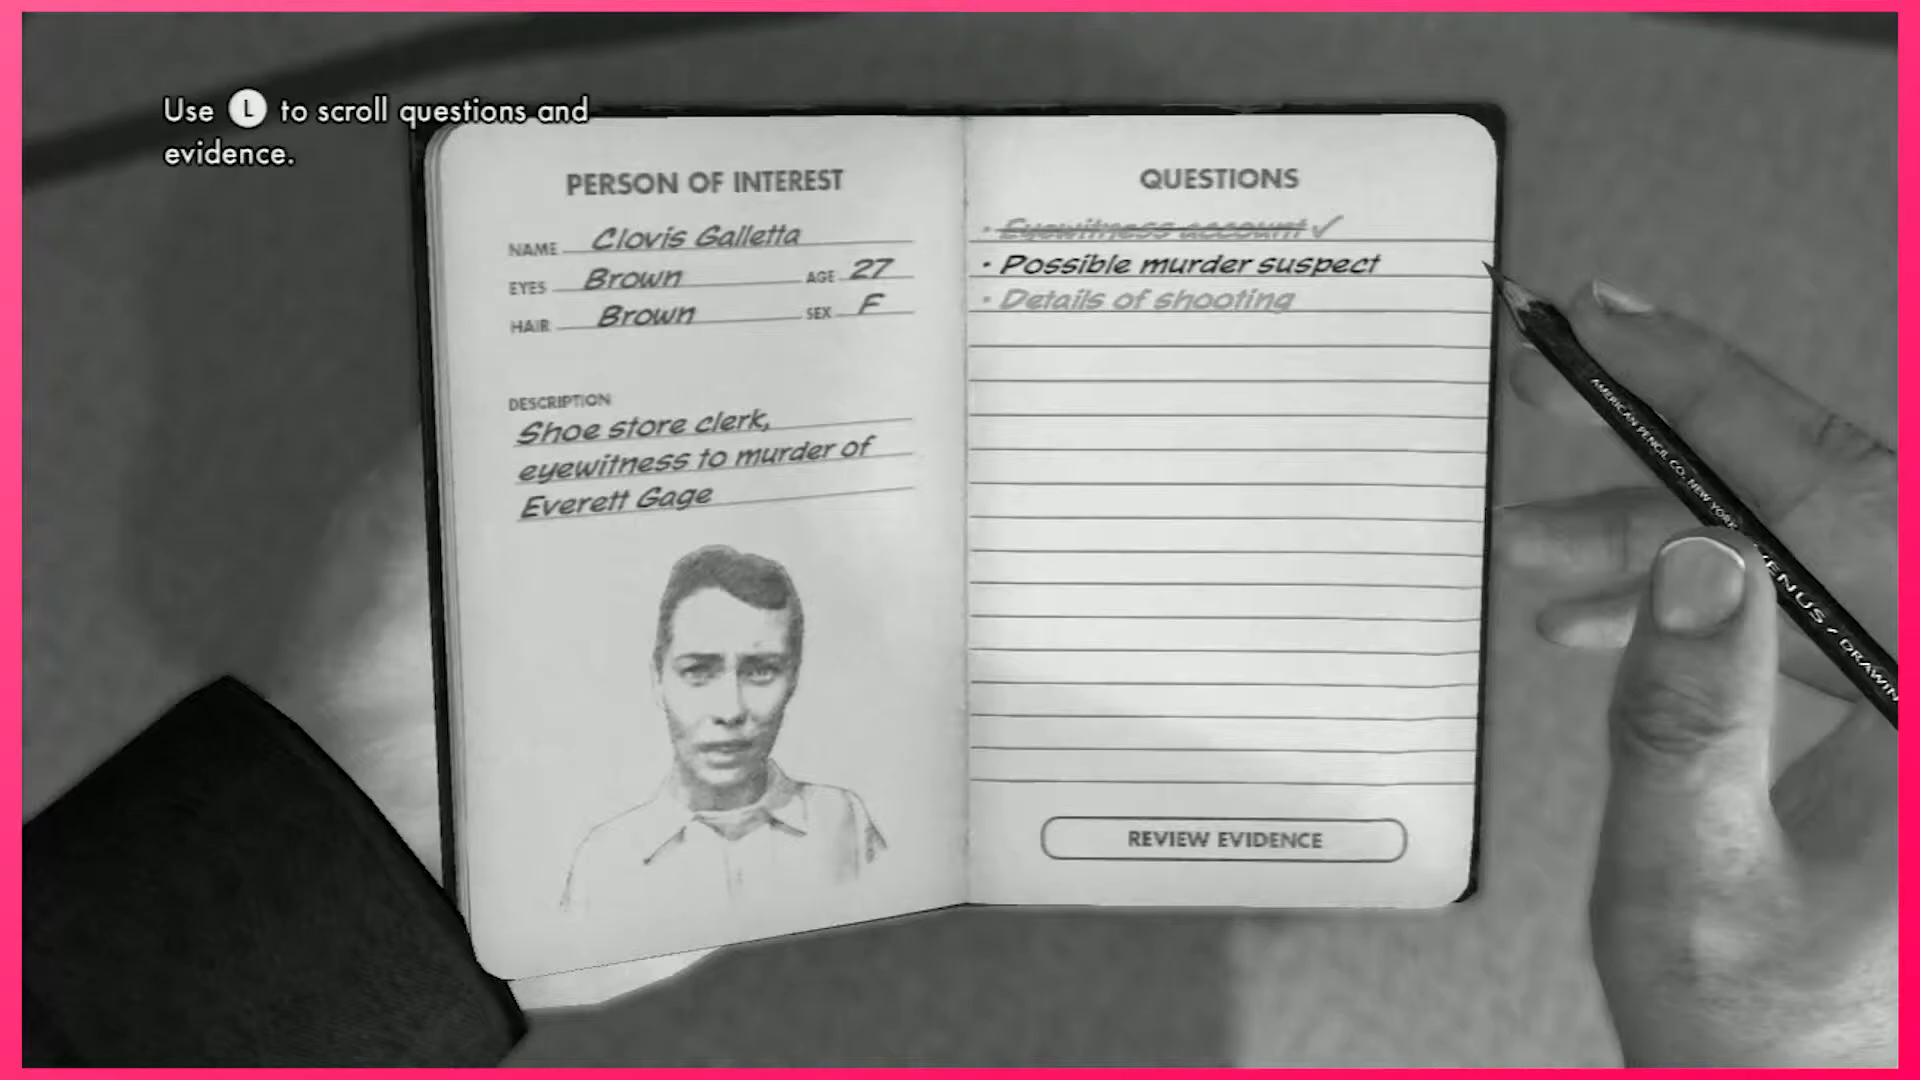 Use L to scroll questions and
evidence.
PERSON OF INTEREST
NAME Clovis Galletta
EYES Brown AGE 27
HAIR Brown SEX F
DESCRIPTION
Shoe store clerk,
eyewitness to murder of
Everett Gage
QUESTIONS
· Eyewitness account ✓
· Possible murder suspect
· Details of shooting
REVIEW EVIDENCE
AMERICAN PENCIL CO. NEW YORK
VENUS / DRAWIN